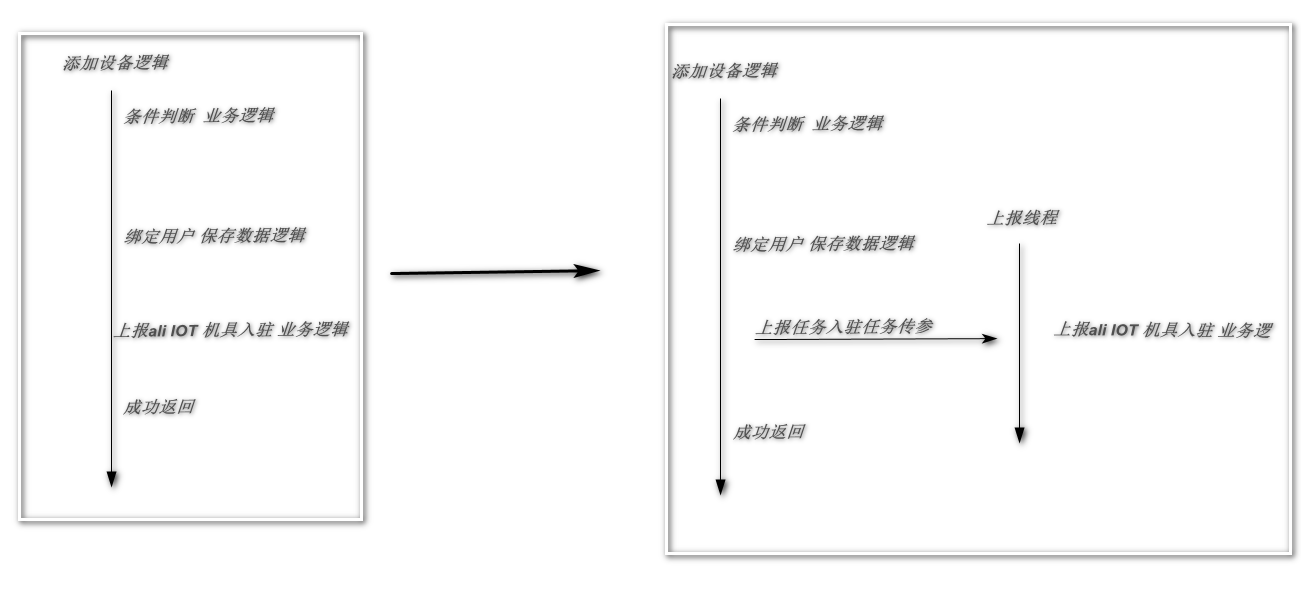 添加设备逻辑
条件判断 业务逻辑
绑定用户 保存数据逻辑
上报ali IOT 机具入驻 业务逻辑
成功返回
添加设备逻辑
条件判断 业务逻辑
绑定用户 保存数据逻辑
上报任务入驻任务传参
成功返回
上报线程
上报ali IOT 机具入驻 业务逻